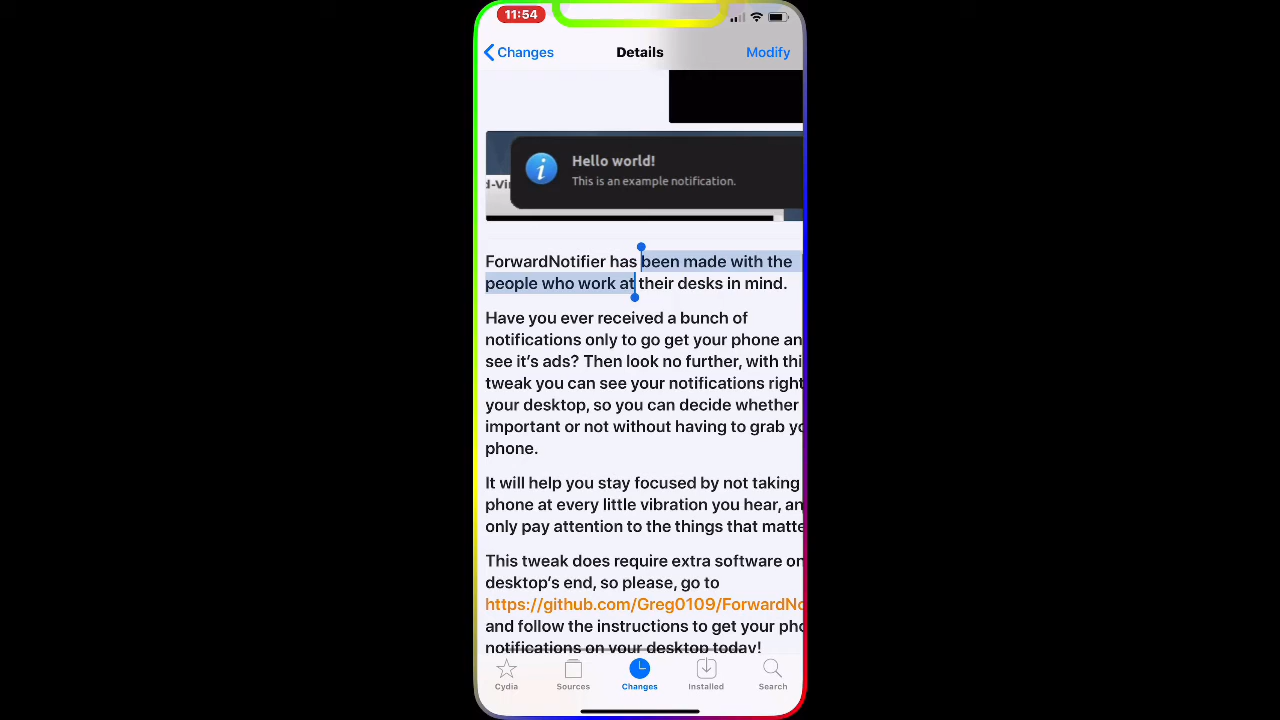 11:54
Changes
Details
Modify
Hello world!
This is an example notification.
ForwardNotifier has been made with the
people who work at their desks in mind.
Have you ever received a bunch of
notifications only to go get your phone
see it's ads? Then look no further, with
tweak you can see your notifications right
your desktop, so you can decide whether
important or not without having to grab
phone.
It will help you stay focused by not taking
phone at every little vibration you hear,
only pay attention to the things that
This tweak does require extra software on
desktop's end, so please, go to
https://github.com/Greg0109/ForwardNo
and follow the instructions to get your
notifications on your desktop today!
Cydia
Sources
Changes
Installed
Search